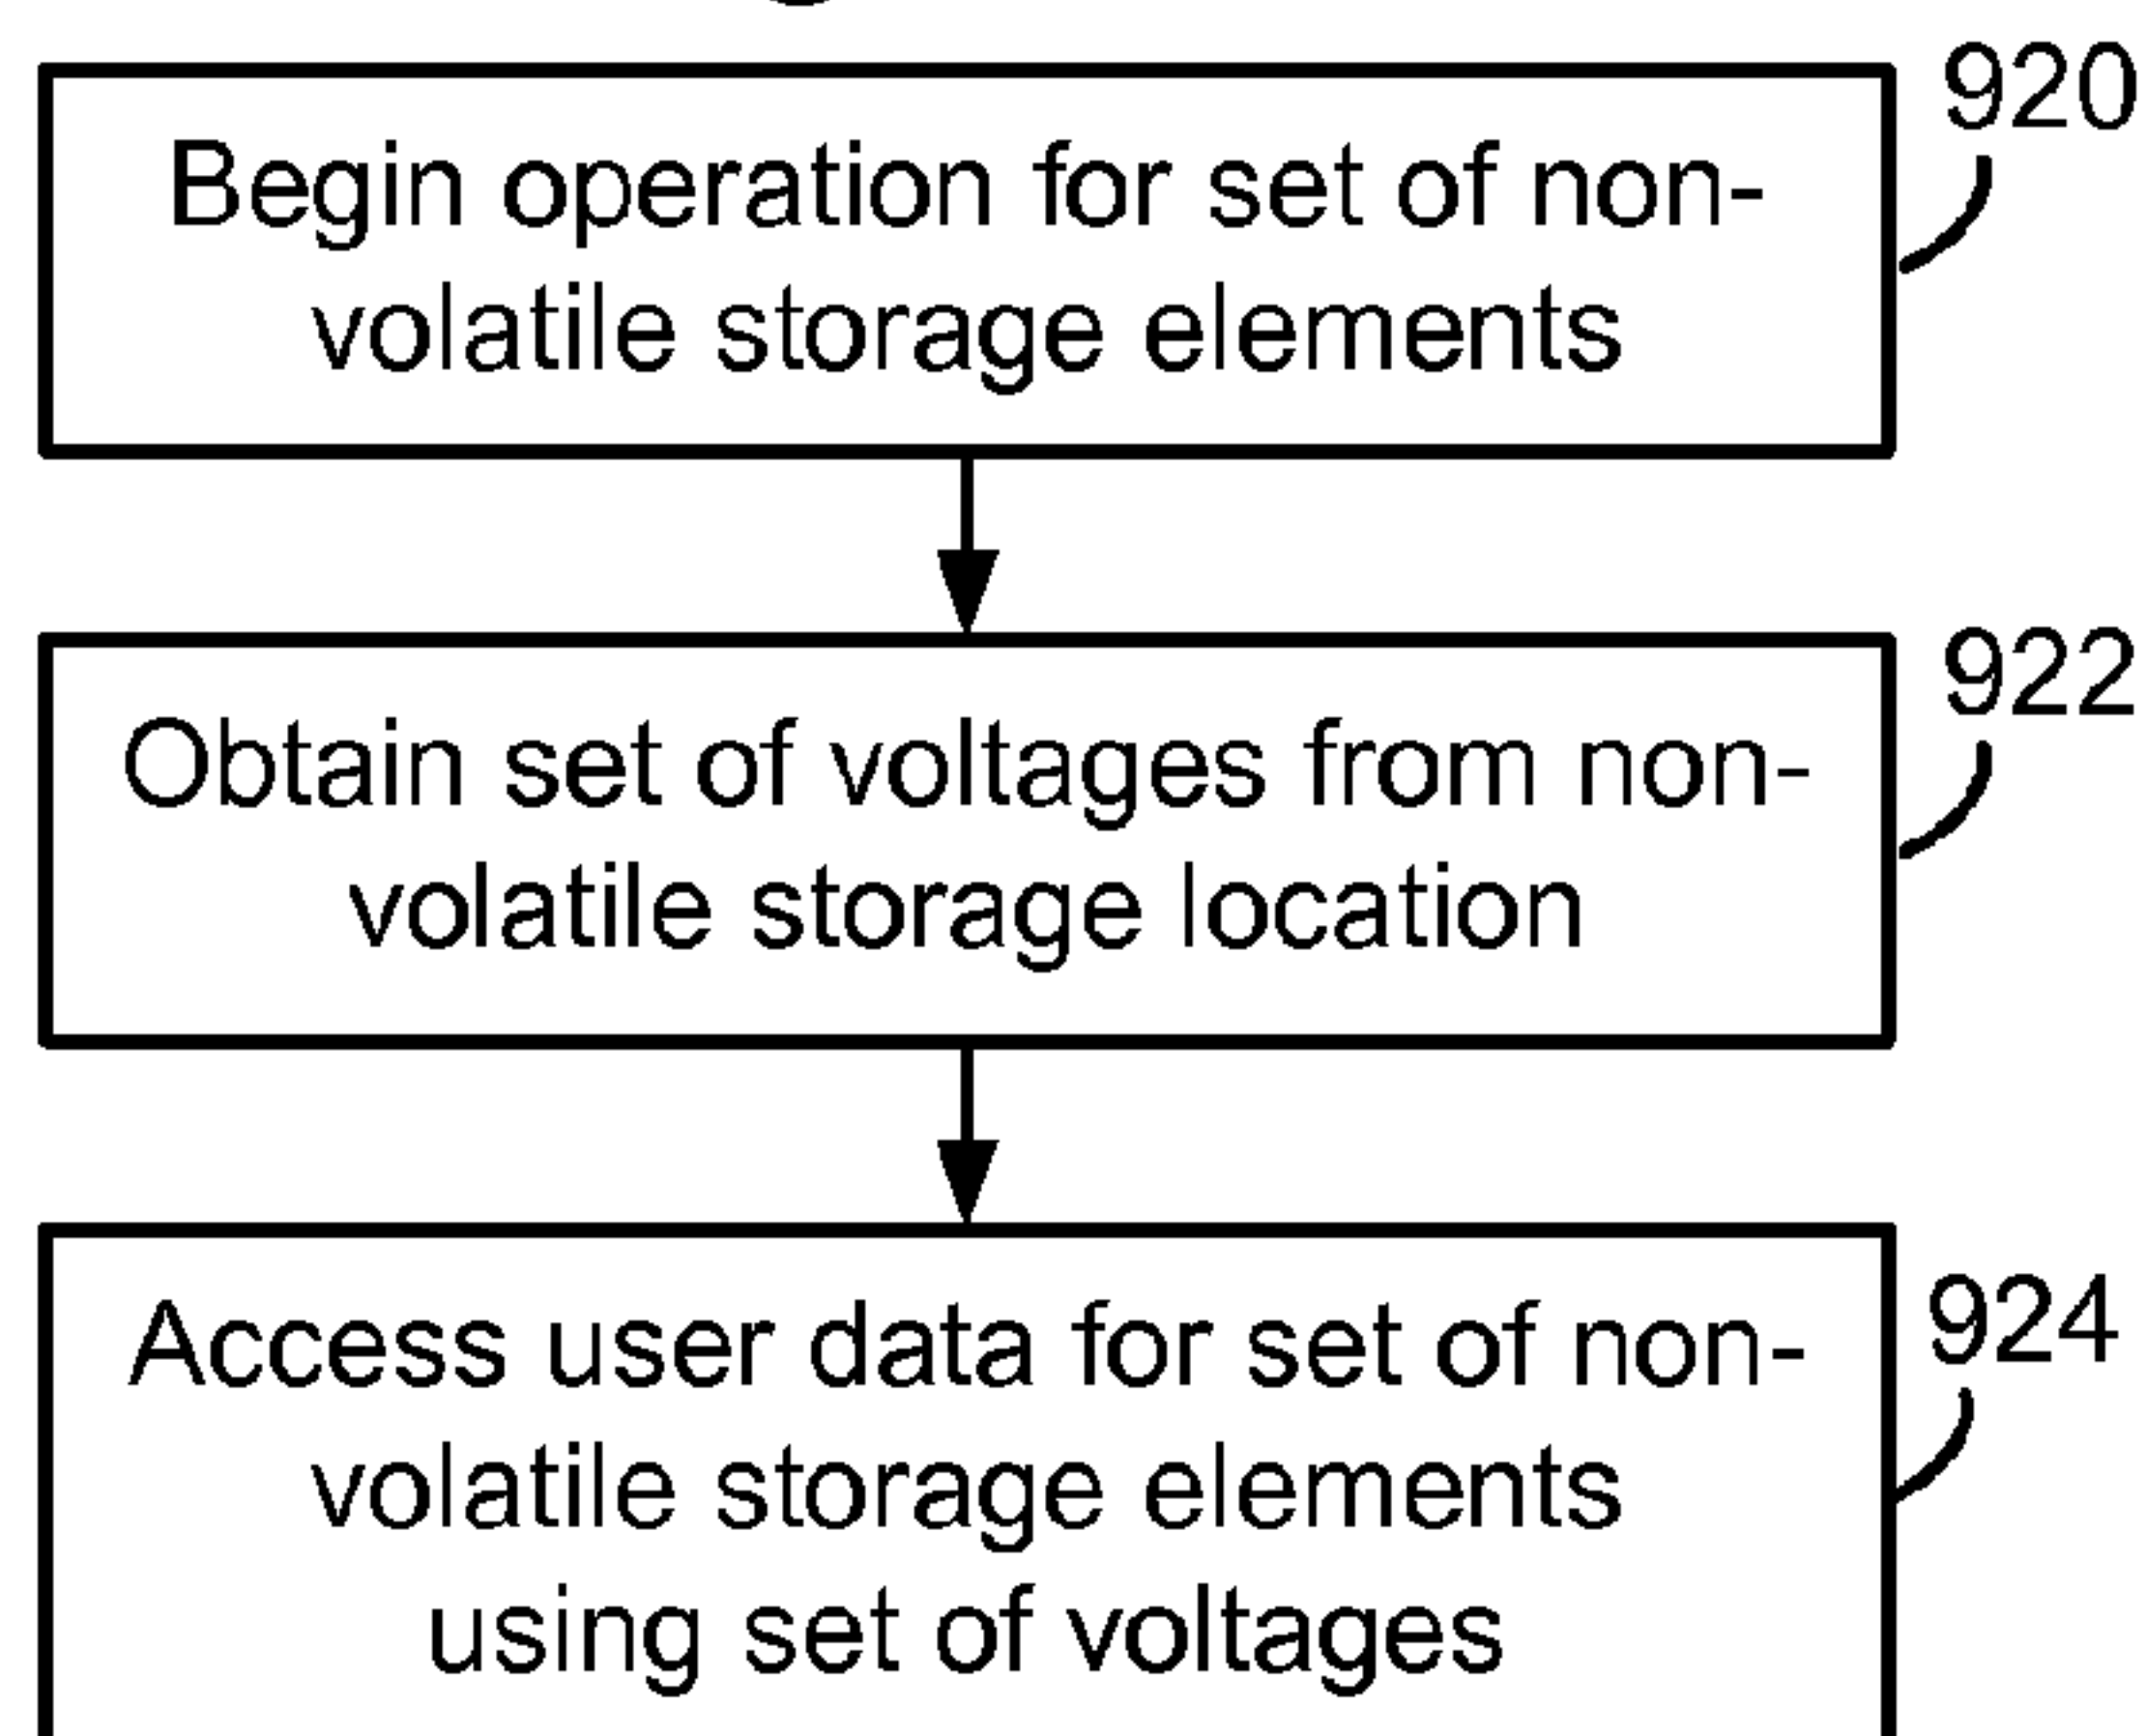 920
Begin operation for set of non-
volatile storage elements
922
Obtain set of voltages from non-
volatile storage location
924
Access user data for set of non-
volatile storage elements
using set of voltages